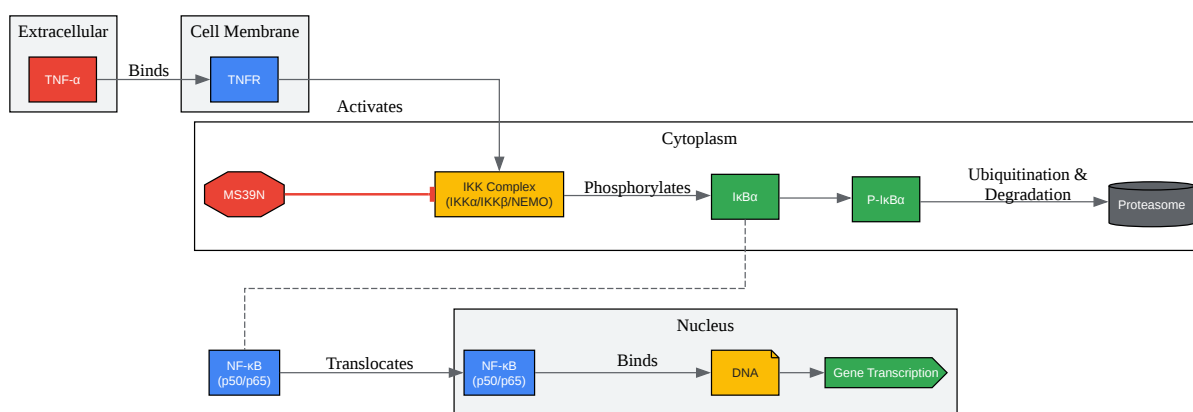 Extracellular
TNF-α
Binds
Cell Membrane
TNFR
Activates
Cytoplasm
MS39N
IKK Complex
(IKKα/IKKβ/NEMO)
Phosphorylates
IκBα
P-IκBα
Ubiquitination &
Degradation
Proteasome
NF-κB
(p50/p65)
Translocates
Nucleus
NF-κB
(p50/p65)
Binds
DNA
Gene Transcription